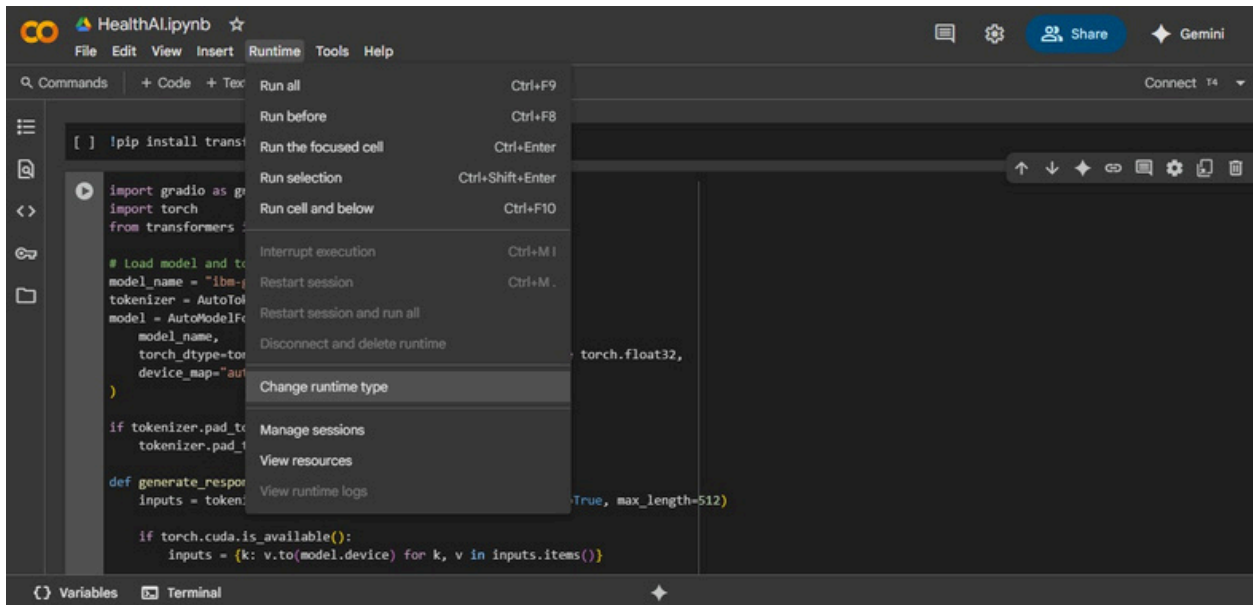 HealthAI.ipynb
File Edit View Insert Runtime Tools Help
Share
Gemini
Commands + Code + Tex
Connect T4
Run all Ctrl+F9
Run before Ctrl+F8
Run the focused cell Ctrl+Enter
Run selection Ctrl+Shift+Enter
Run cell and below Ctrl+F10
Interrupt execution Ctrl+M I
Restart session Ctrl+M .
Restart session and run all
Disconnect and delete runtime
Change runtime type
Manage sessions
View resources
View runtime logs
[ ] !pip install transf
import gradio as gr
import torch
from transformers
# Load model and to
model_name = "ibm-g
tokenizer = AutoTok
model = AutoModelFo
model_name,
torch_dtype=tor torch.float32,
device_map="aut
)
if tokenizer.pad_to
tokenizer.pad_t
def generate_respon
inputs = token True, max_length=512)
if torch.cuda.is_available():
inputs = {k: v.to(model.device) for k, v in inputs.items()}
Variables Terminal